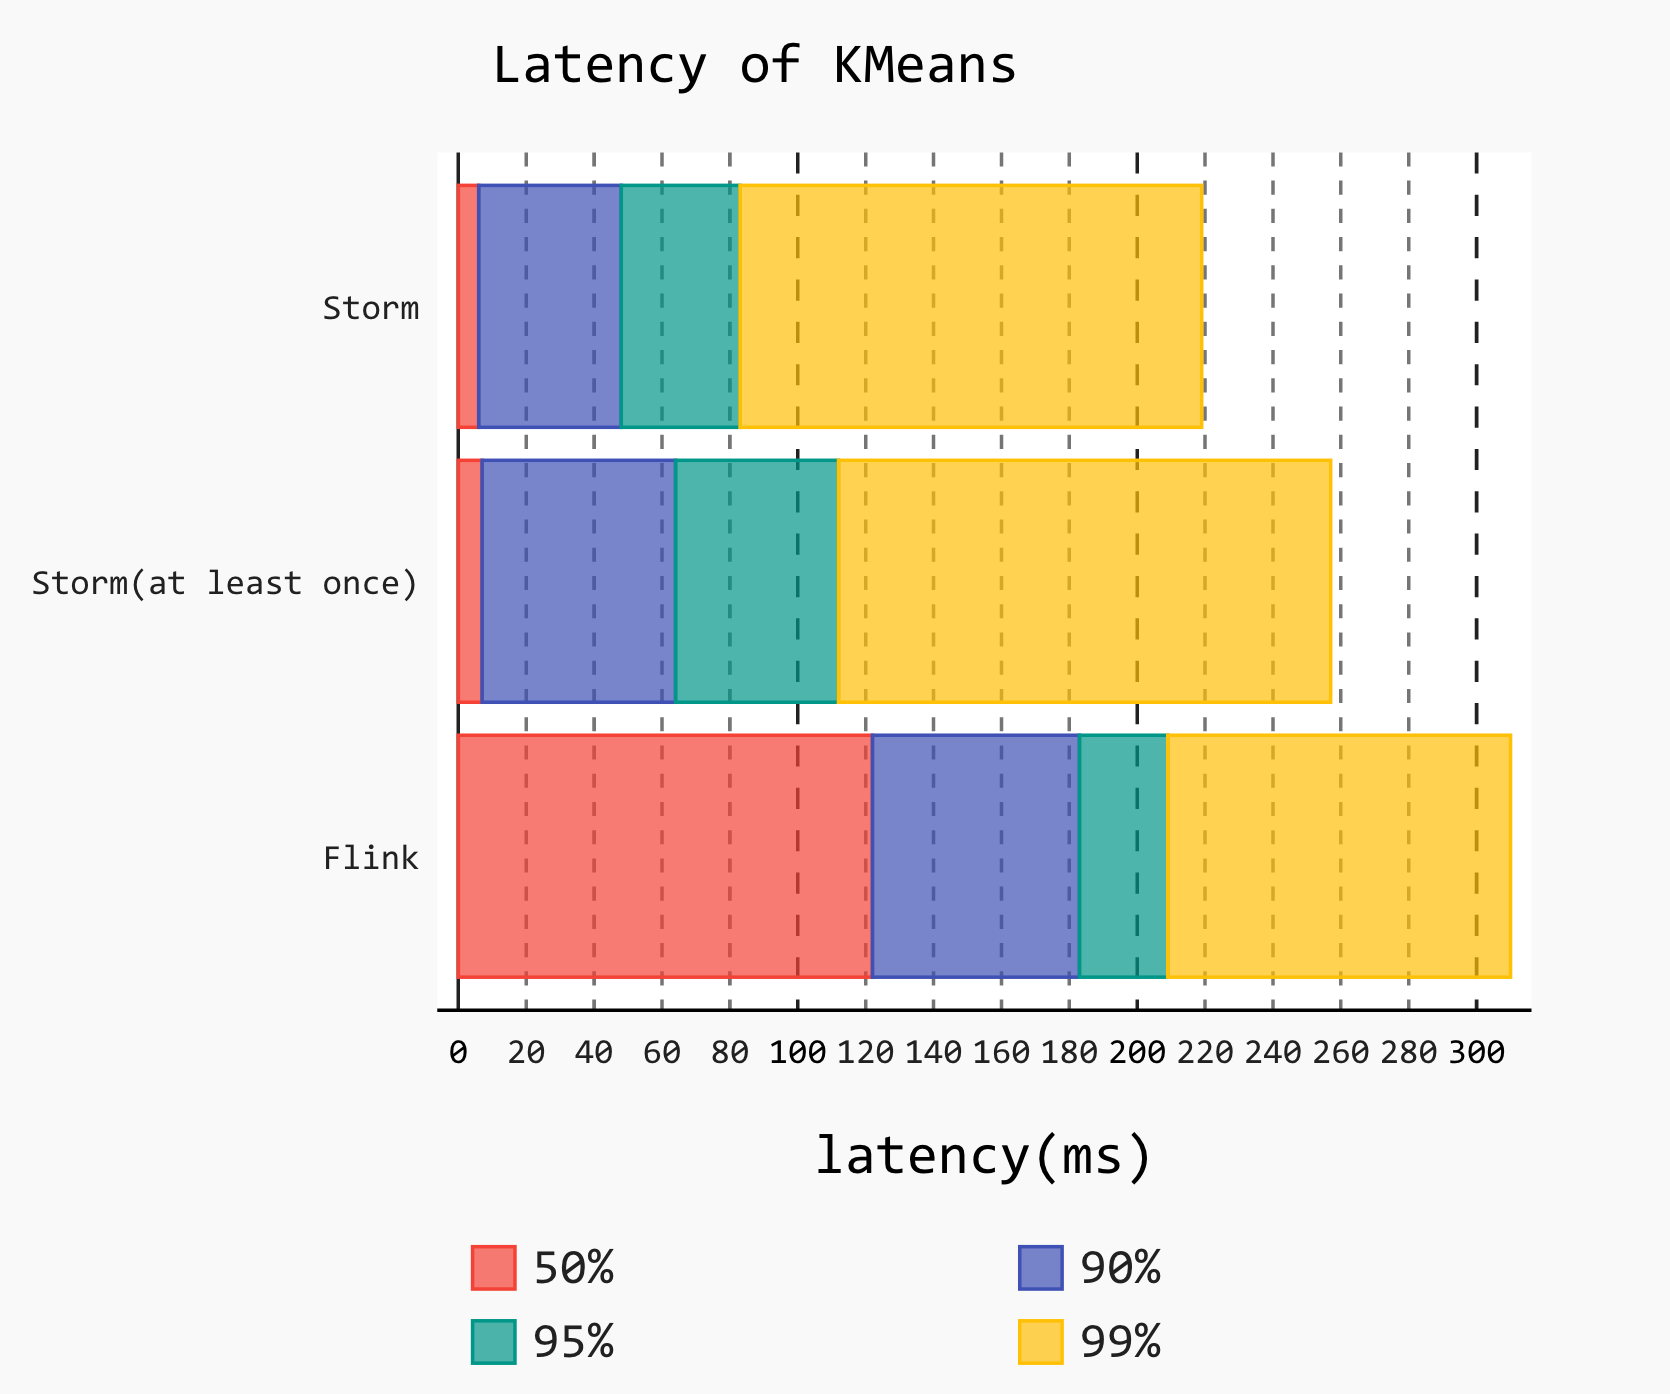 Latency of KMeans
Storm
Storm(at least once)
Flink
0 20 40 60 80 100 120 140 160 180 200 220 240 260 280 300
latency(ms)
50% 90%
95% 99%